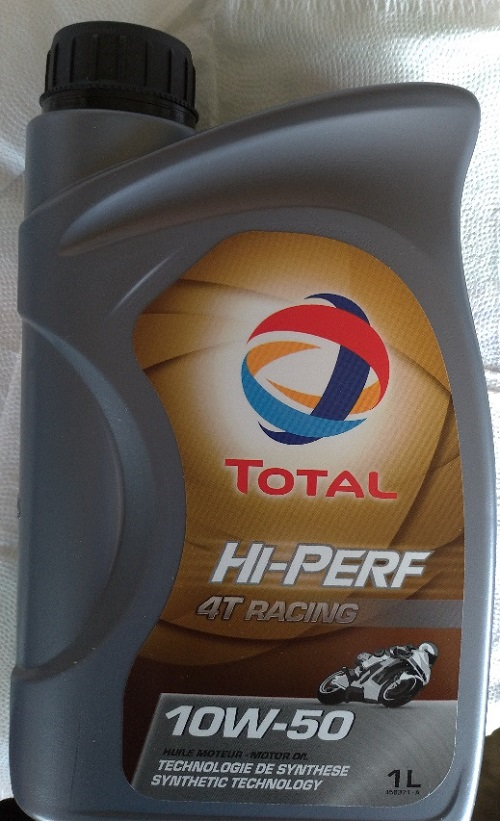 TOTAL
HI-PERF
4T RACING
10W-50
HUILE MOTEUR - MOTOR OIL
TECHNOLOGIE DE SYNTHESE
SYNTHETIC TECHNOLOGY
1L